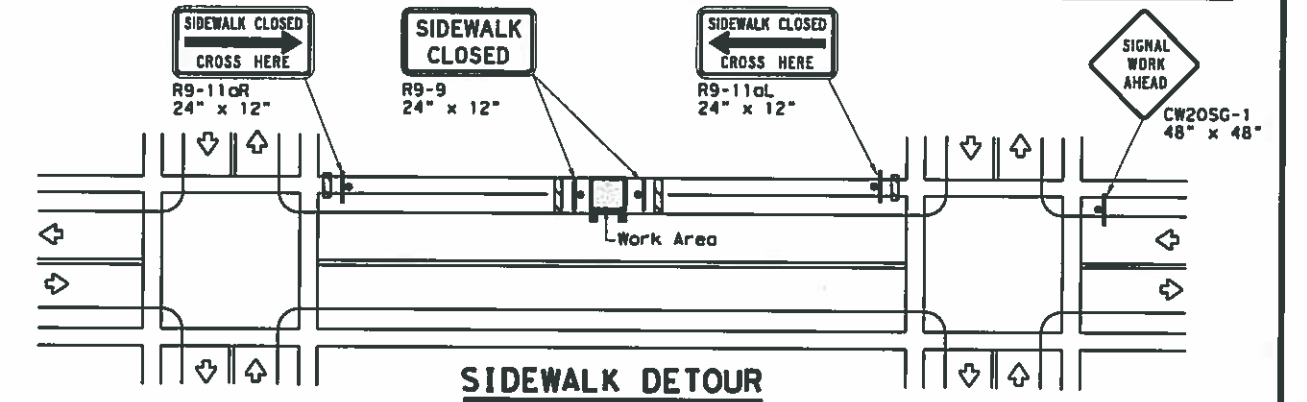 SIDEWALK CLOSED
CROSS HERE
R9-11aR
24" x 12"
SIDEWALK
CLOSED
R9-9
24" x 12"
SIDEWALK CLOSED
CROSS HERE
R9-11aL
24" x 12"
SIGNAL
WORK
AHEAD
CW20SG-1
48" x 48"
Work Area
SIDEWALK DETOUR